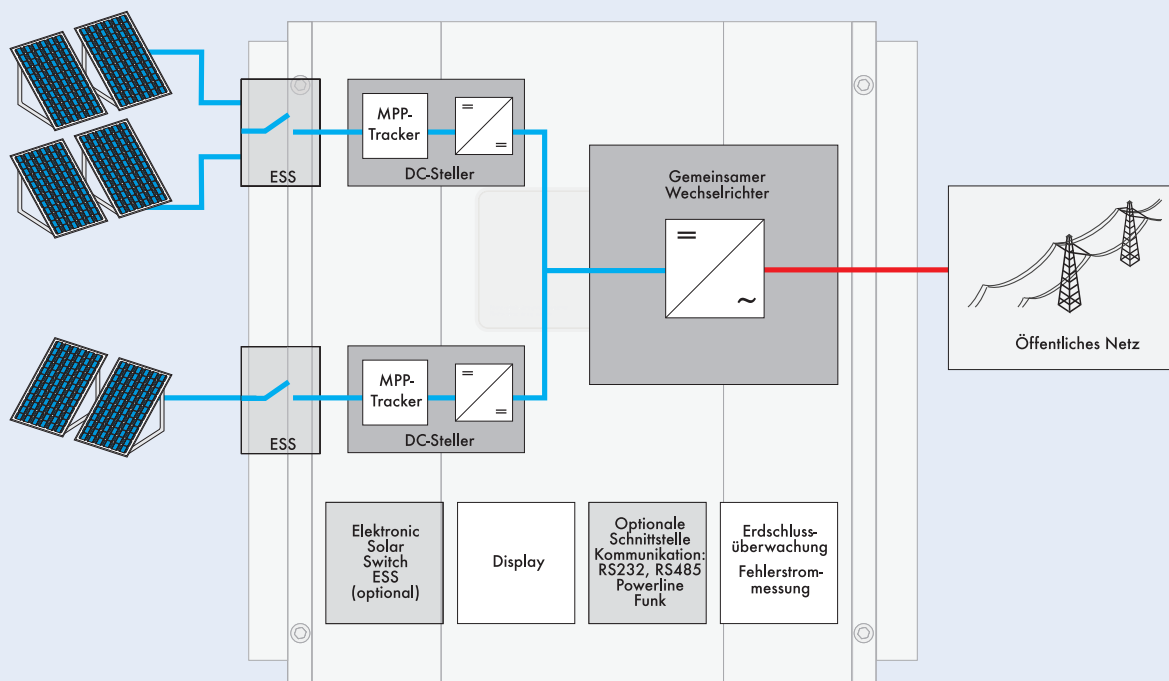 MPP-
Tracker
=
=
ESS
DC-Steller
Gemeinsamer
Wechselrichter
=
~
Öffentliches Netz
MPP-
Tracker
=
=
ESS
DC-Steller
Elektronic
Solar
Switch
ESS
(optional)
Display
Optionale
Schnittstelle
Kommunikation:
RS232, RS485
Powerline
Funk
Erdschluss-
überwachung
Fehlerstrom-
messung